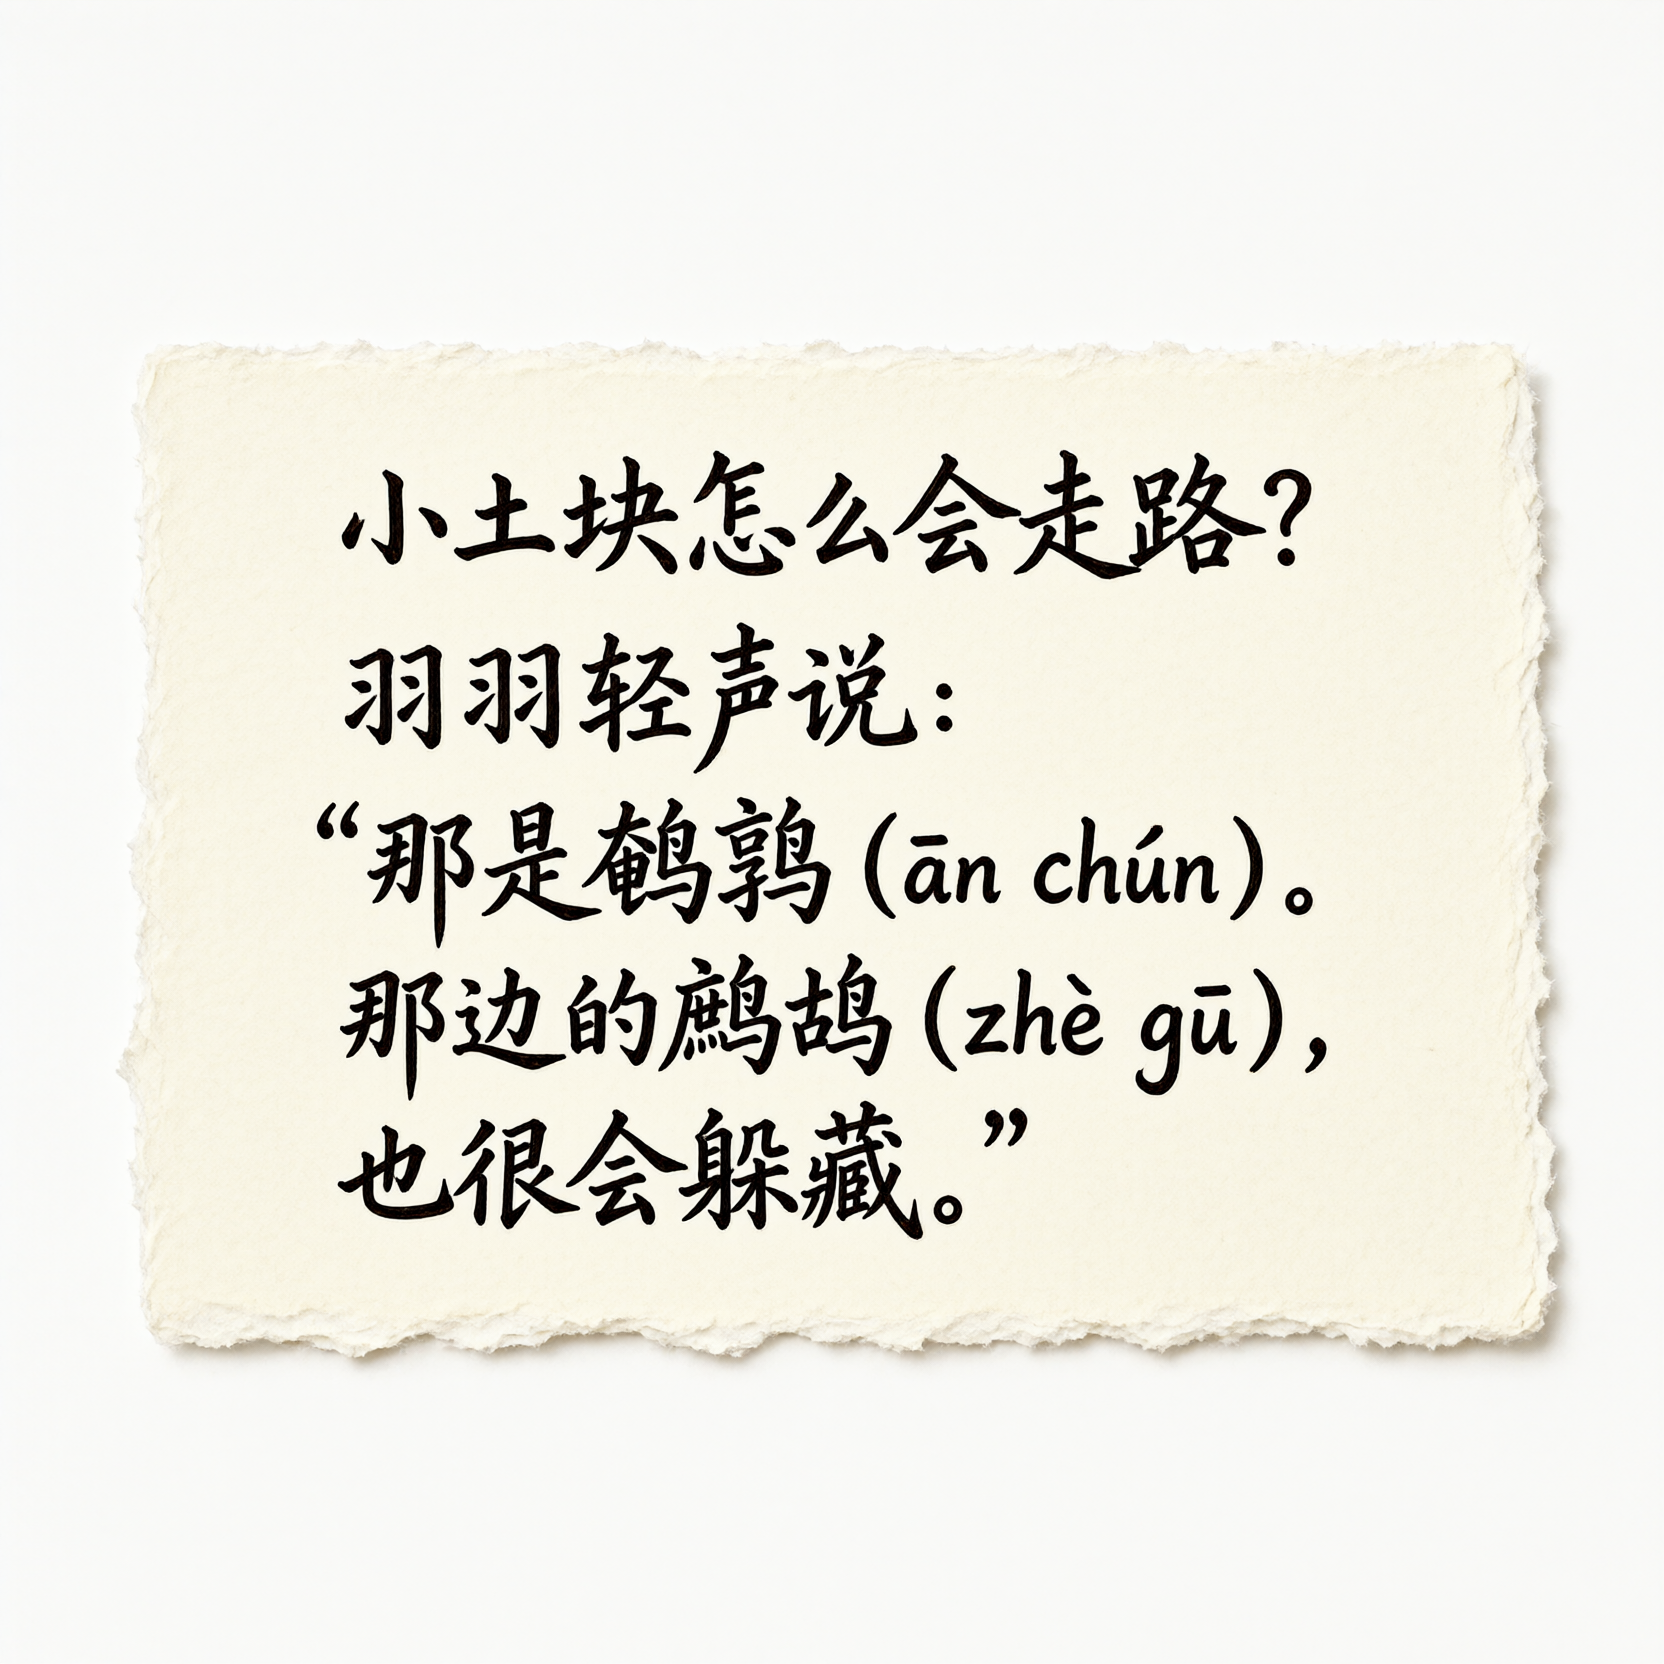 小土块怎么会走路？
羽羽轻声说：
“那是鹌鹑（ān chún）。
那边的鹧鸪（zhè gū），
也很会躲藏。”